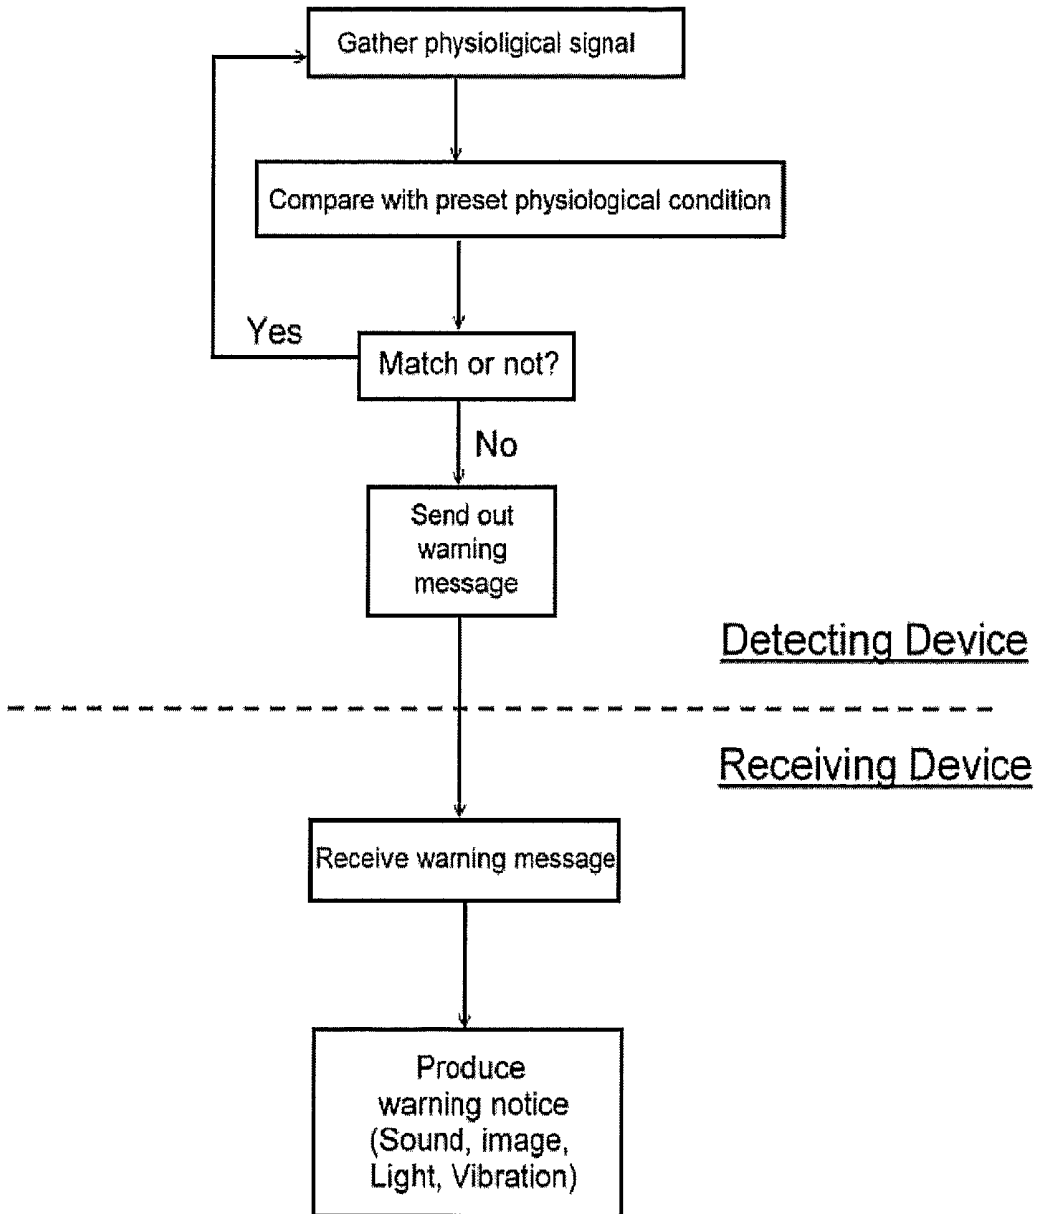 Gather physioligical signal
Compare with preset physiological condition
Yes
Match or not?
No
Send out
warning
message
Detecting Device
Receiving Device
Receive warning message
Produce
warning notice
(Sound, image,
Light, Vibration)